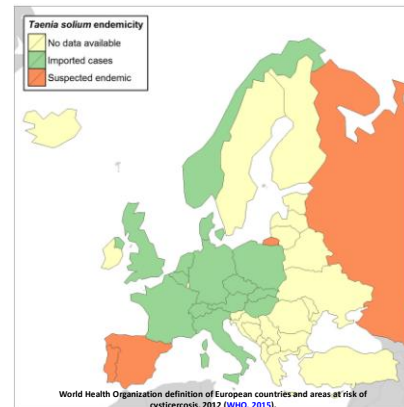 Taenia solium endemicity
No data available
Imported cases
Suspected endemic
World Health Organization definition of European countries and areas at risk of
cysticercosis, 2012 (WHO, 2015).